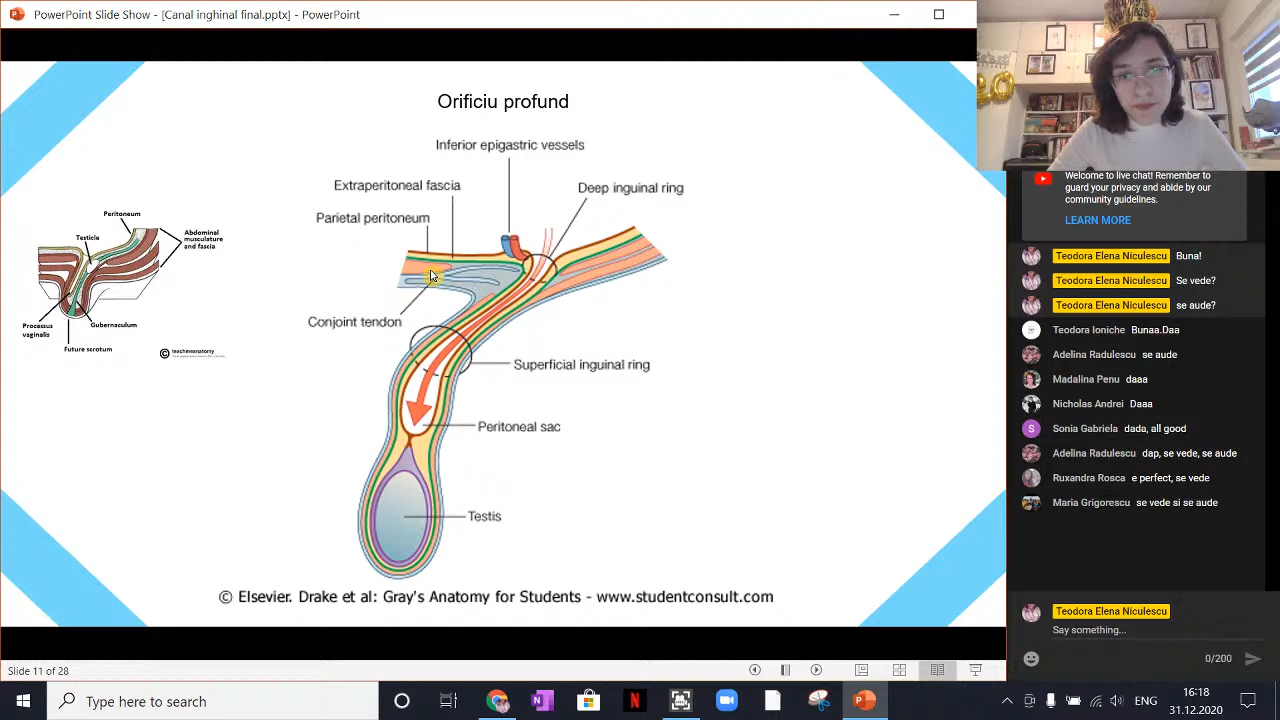 PowerPoint Slide Show - [Canal inghinal final.pptx] - PowerPoint
Orificiu profund
Inferior epigastric vessels
Extraperitoneal fascia
Deep inguinal ring
Parietal peritoneum
Conjoint tendon
Superficial inguinal ring
Peritoneal sac
Testis
Peritoneum
Testicle
Abdominal
musculature
and fascia
Processus
vaginalis
Gubernaculum
Future scrotum
© teachmeanatomy
© Elsevier. Drake et al: Gray's Anatomy for Students - www.studentconsult.com
Slide 11 of 28
Welcome to live chat! Remember to
guard your privacy and abide by our
community guidelines.
LEARN MORE
Teodora Elena Niculescu Buna!
Teodora Elena Niculescu Se vede?
Teodora Elena Niculescu se aude?
Teodora Ioniche Bunaa.Daa
Adelina Radulescu se aude
Madalina Penu daaa
Nicholas Andrei Daaa
Sonia Gabriela dada, all good
Adelina Radulescu dap, se vede, se aude
Ruxandra Rosca e perfect, se vede
Maria Grigorescu se vede si se aude
Teodora Elena Niculescu
Say something...
0/200
Type here to search
ENG
16:18
31.12.2020